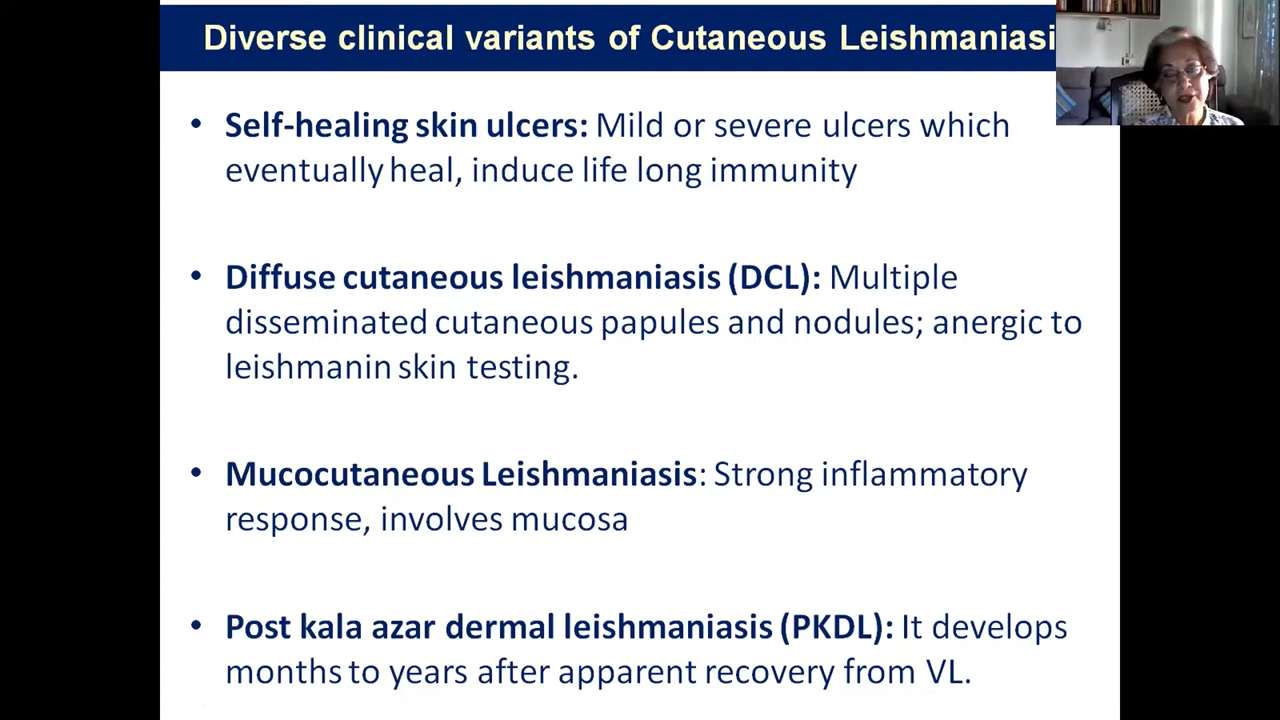 Diverse clinical variants of Cutaneous Leishmaniasi
• Self-healing skin ulcers: Mild or severe ulcers which
eventually heal, induce life long immunity
• Diffuse cutaneous leishmaniasis (DCL): Multiple
disseminated cutaneous papules and nodules; anergic to
leishmanin skin testing.
• Mucocutaneous Leishmaniasis: Strong inflammatory
response, involves mucosa
• Post kala azar dermal leishmaniasis (PKDL): It develops
months to years after apparent recovery from VL.